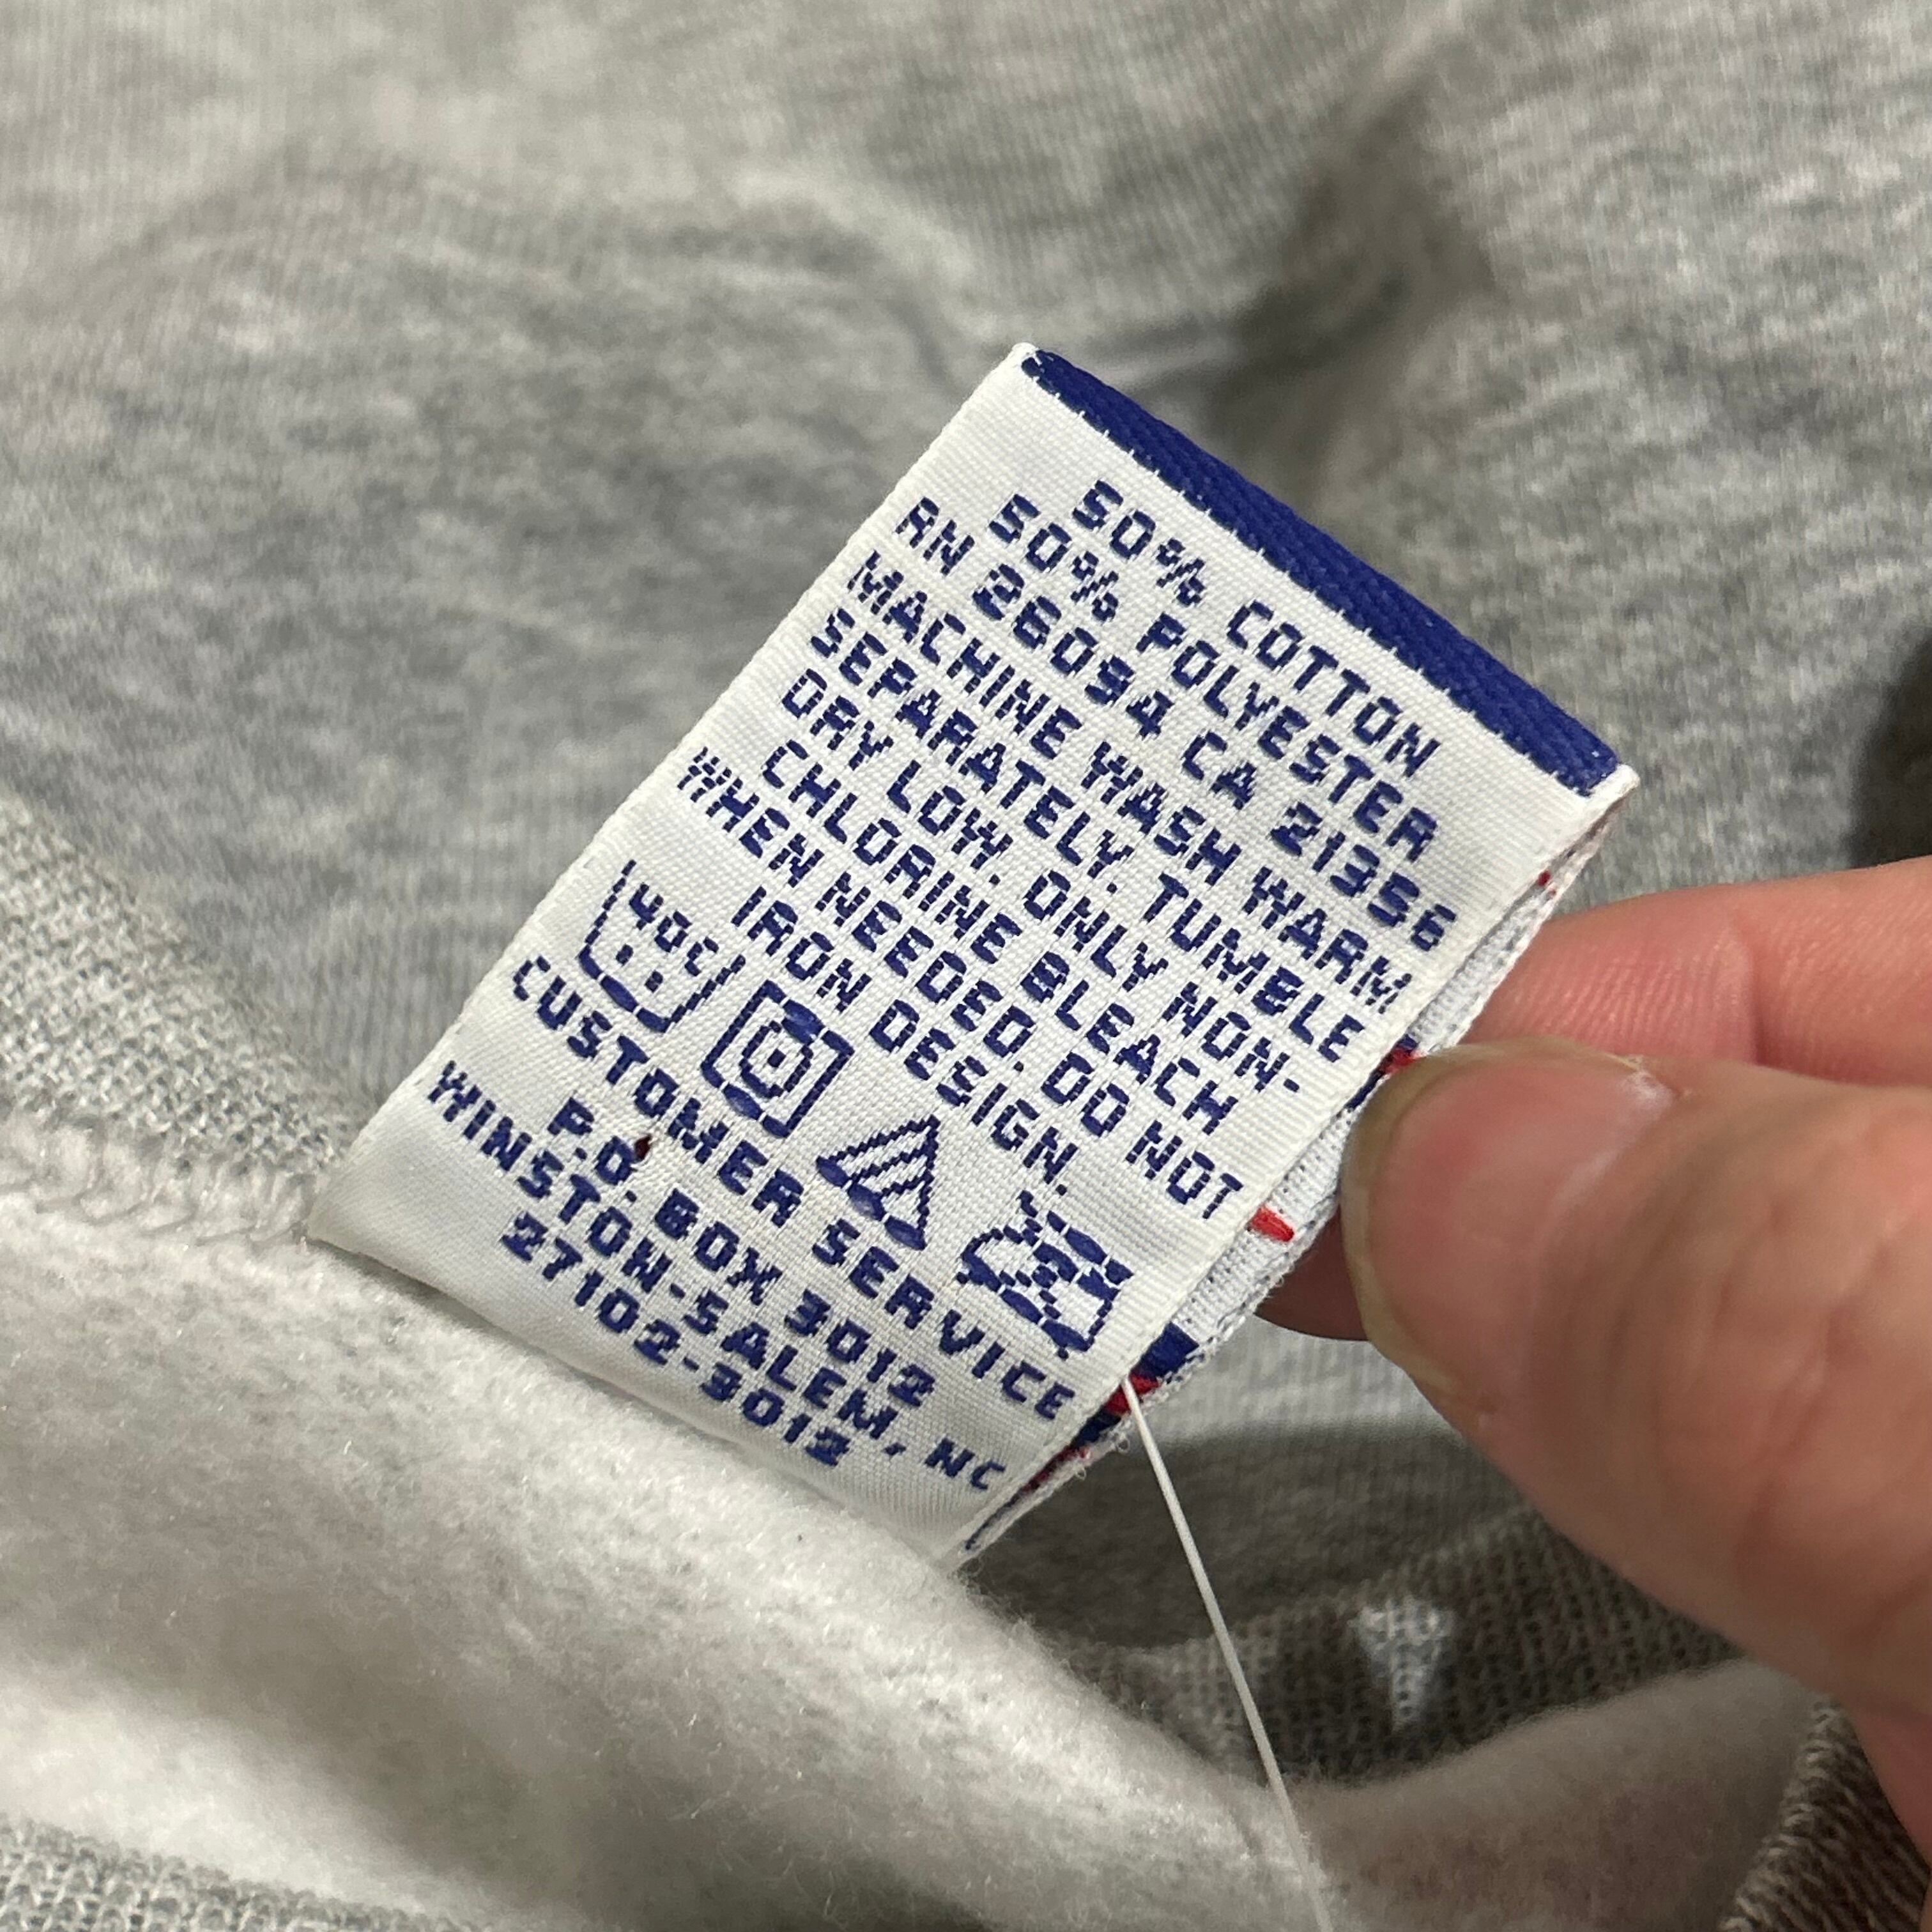 50% COTTON
50% POLYESTER
RN 26094 CA 21356
MACHINE WASH WARM
SEPARATELY. TUMBLE
DRY LOW. ONLY NON-
CHLORINE BLEACH
WHEN NEEDED. DO NOT
IRON DESIGN.
40C
CUSTOMER SERVICE
P.O. BOX 3012
WINSTON-SALEM, NC
27102-3012